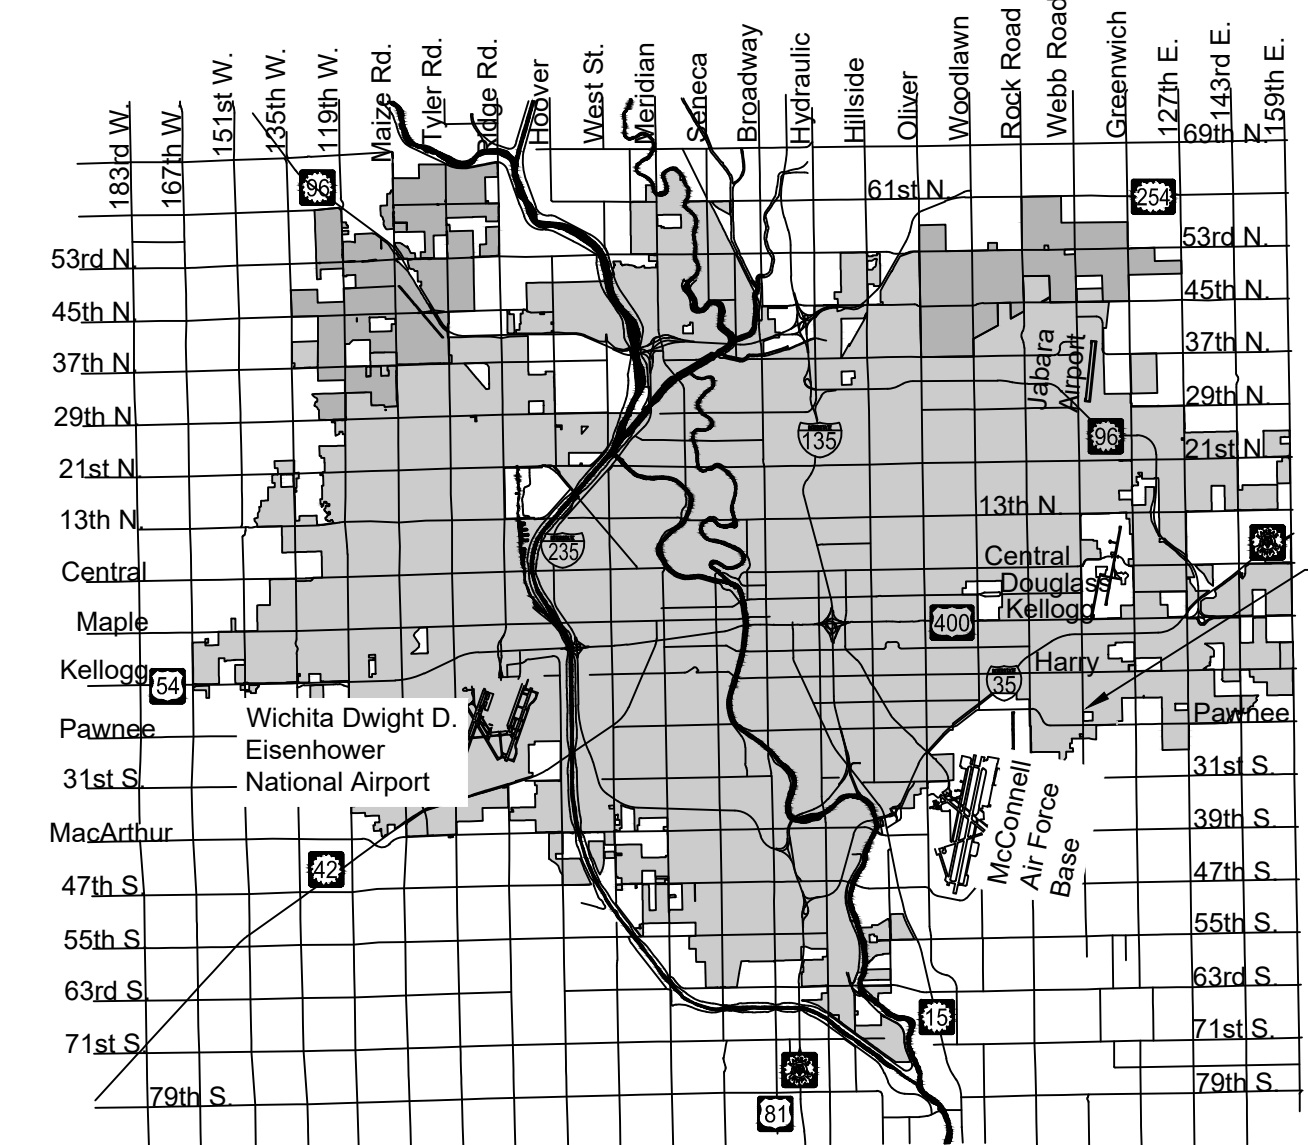 183rd W.
167th W.
151st W.
135th W.
119th W.
Maize Rd.
Tyler Rd.
Ridge Rd.
Hoover
West St.
Meridian
Seneca
Broadway
Hydraulic
Hillside
Oliver
Woodlawn
Rock Road
Webb Road
Greenwich
127th E.
143rd E.
159th E.
69th N.
96
61st N.
254
53rd N.
53rd N.
45th N.
45th N.
37th N.
37th N.
Jabara
Airport
29th N.
29th N.
96
135
21st N.
21st N.
13th N.
13th N.
235
Central
Central
Douglass
Kellogg
Maple
400
Kellogg
54
Harry
35
Pawnee
Pawnee
Wichita Dwight D.
Eisenhower
National Airport
31st S.
31st S.
McConnell
Air Force
Base
MacArthur
39th S.
42
47th S.
47th S.
55th S.
55th S.
63rd S.
63rd S.
15
71st S.
71st S.
79th S.
79th S.
81